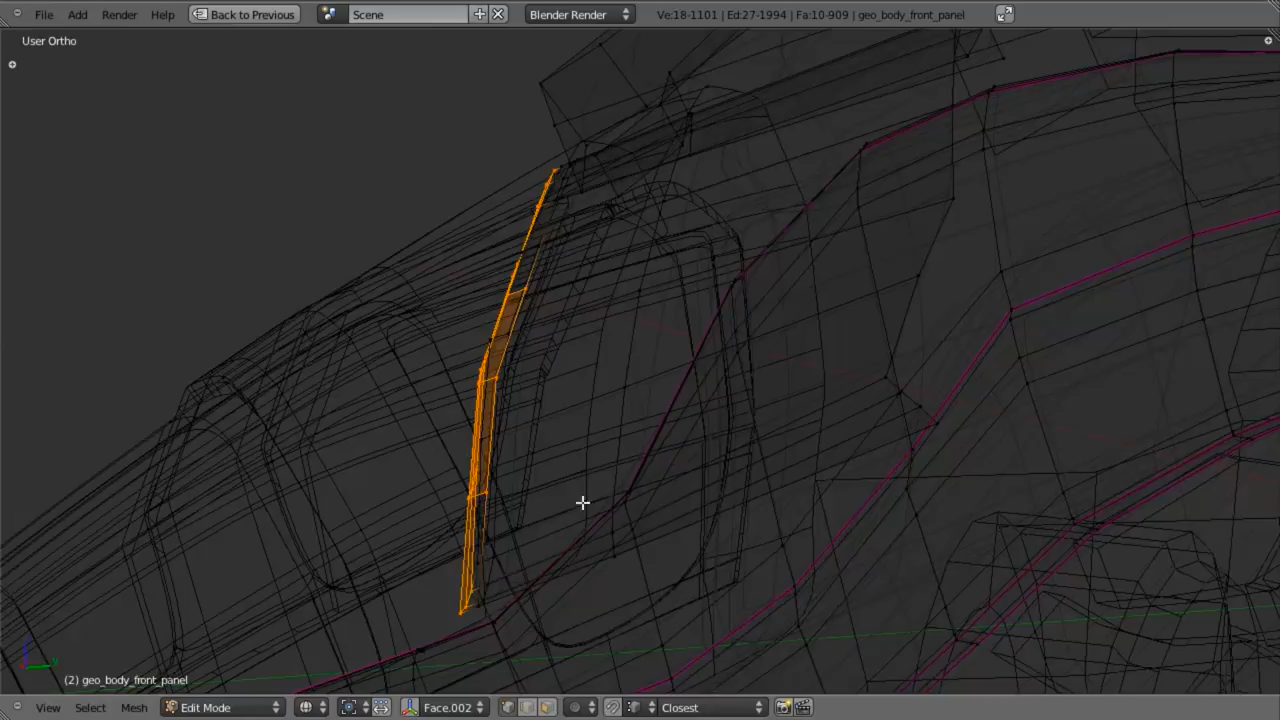 File Add Render Help Back to Previous Scene Blender Render Ve:18-1101 | Ed:27-1994 | Fa:10-909 | geo_body_front_panel
User Ortho
(2) geo_body_front_panel
View Select Mesh Edit Mode Face.002 Closest